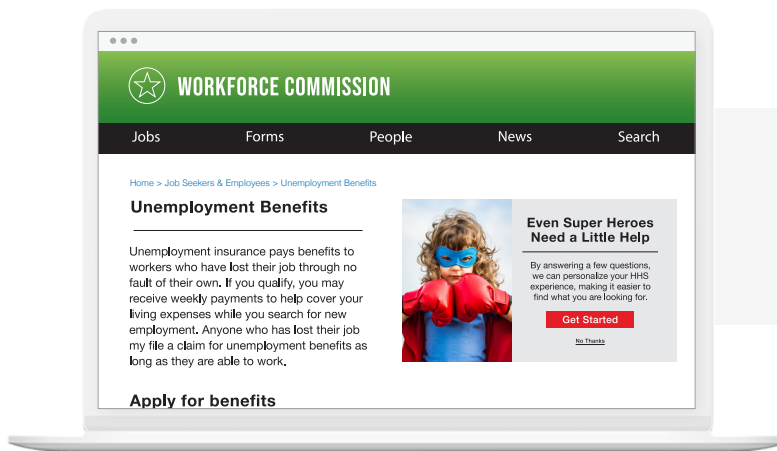 WORKFORCE COMMISSION
Jobs Forms People News Search
Home > Job Seekers & Employees > Unemployment Benefits
Unemployment Benefits
Unemployment insurance pays benefits to
workers who have lost their job through no
fault of their own. If you qualify, you may
receive weekly payments to help cover your
living expenses while you search for new
employment. Anyone who has lost their job
my file a claim for unemployment benefits as
long as they are able to work.
Apply for benefits
Even Super Heroes
Need a Little Help
By answering a few questions,
we can personalize your HHS
experience, making it easier to
find what you are looking for.
Get Started
No Thanks